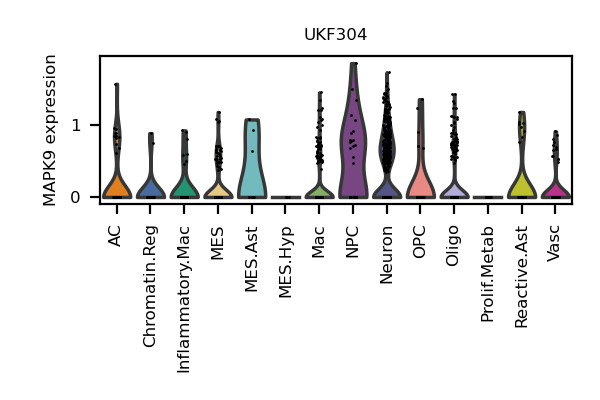 UKF304
MAPK9 expression
1
0
AC
Chromatin.Reg
Inflammatory.Mac
MES
MES.Ast
MES.Hyp
Mac
NPC
Neuron
OPC
Oligo
Prolif.Metab
Reactive.Ast
Vasc